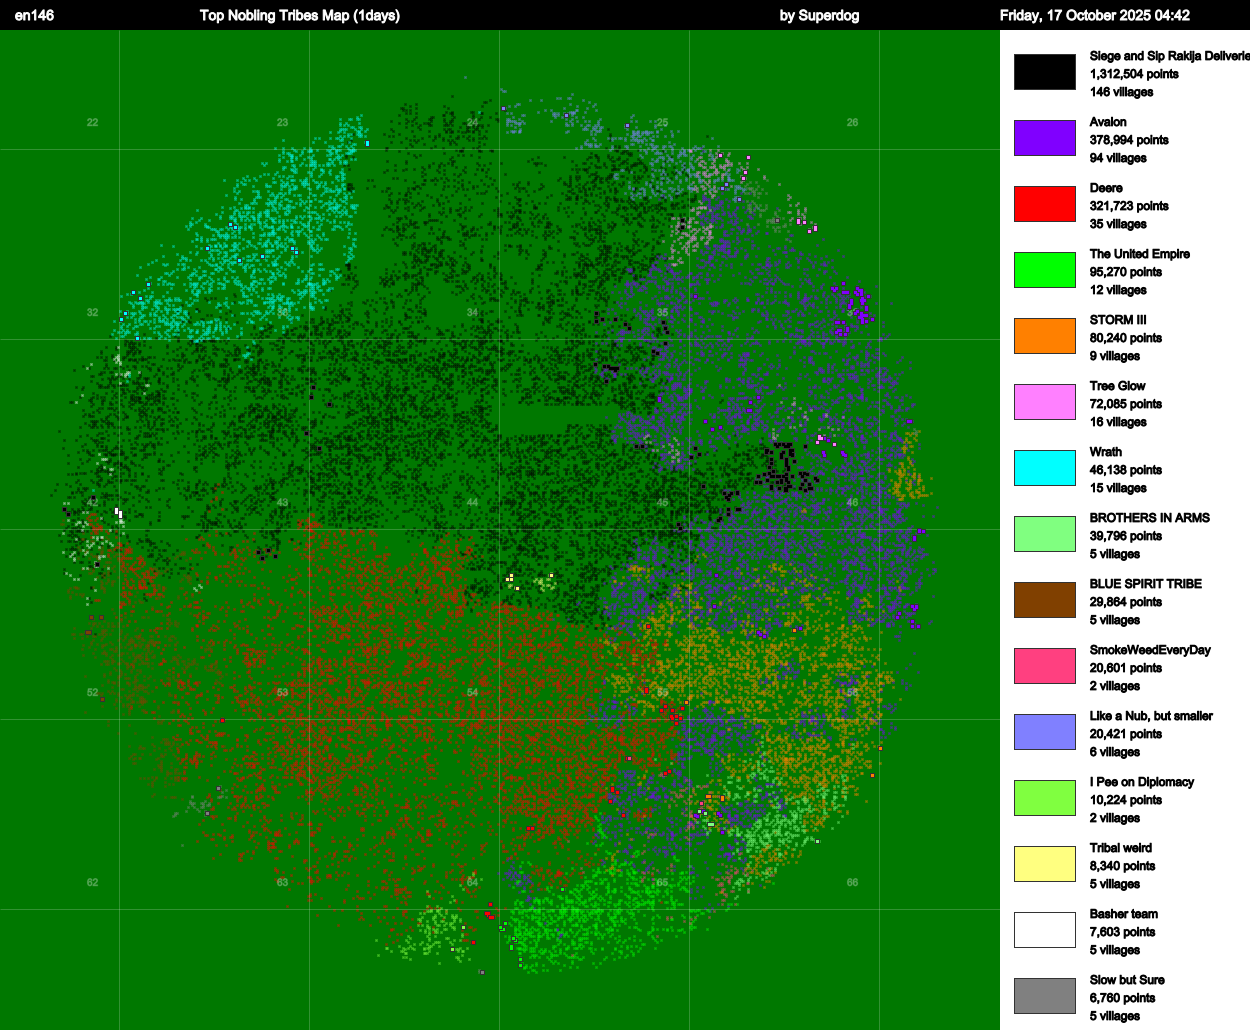 en146 Top Nobling Tribes Map (1days) by Superdog Friday, 17 October 2025 04:42
Siege and Sip Rakija Deliverie
1,312,504 points
146 villages
Avalon
378,994 points
94 villages
Deere
321,723 points
35 villages
The United Empire
95,270 points
12 villages
STORM III
80,240 points
9 villages
Tree Glow
72,085 points
16 villages
Wrath
46,138 points
15 villages
BROTHERS IN ARMS
39,796 points
5 villages
BLUE SPIRIT TRIBE
29,864 points
5 villages
SmokeWeedEveryDay
20,601 points
2 villages
Like a Nub, but smaller
20,421 points
6 villages
I Pee on Diplomacy
10,224 points
2 villages
Tribal weird
8,340 points
5 villages
Basher team
7,603 points
5 villages
Slow but Sure
6,760 points
5 villages
22 23 24 25 26
32 33 34 35 3
42 43 44 45 46
52 53 54 55 56
62 63 64 65 66